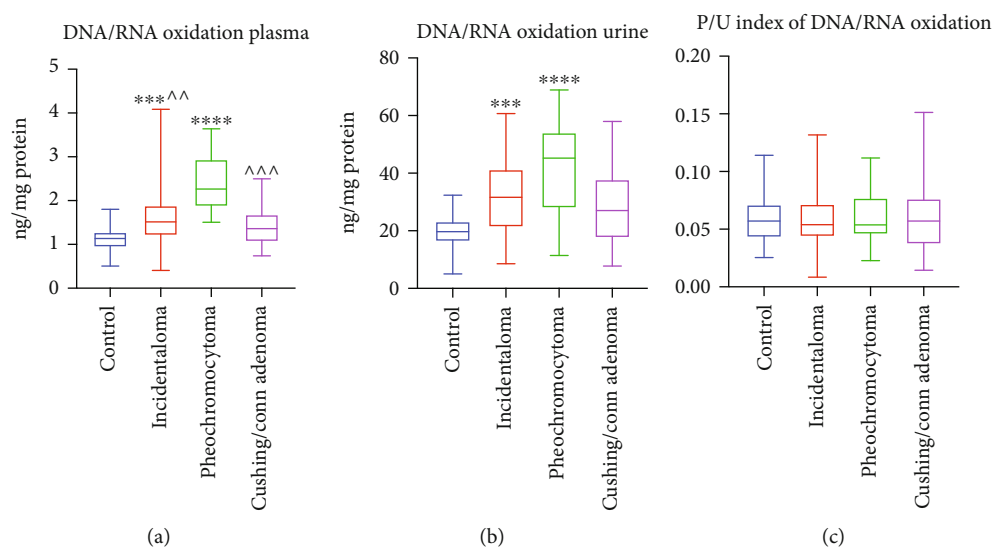 DNA/RNA oxidation plasma
5
4
3
2
1
0
ng/mg protein
***^^
****
^^^
Control
Incidentaloma
Pheochromocytoma
Cushing/conn adenoma
(a)
DNA/RNA oxidation urine
80
60
40
20
0
ng/mg protein
***
****
Control
Incidentaloma
Pheochromocytoma
Cushing/conn adenoma
(b)
P/U index of DNA/RNA oxidation
0.20
0.15
0.10
0.05
0.00
Control
Incidentaloma
Pheochromocytoma
Cushing/conn adenoma
(c)